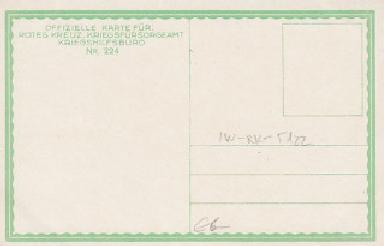 OFFIZIELLE KARTE FÜR:
ROTES KREUZ, KRIEGSFÜRSORGEAMT
KRIEGSHILFSBÜRO
NR. 224